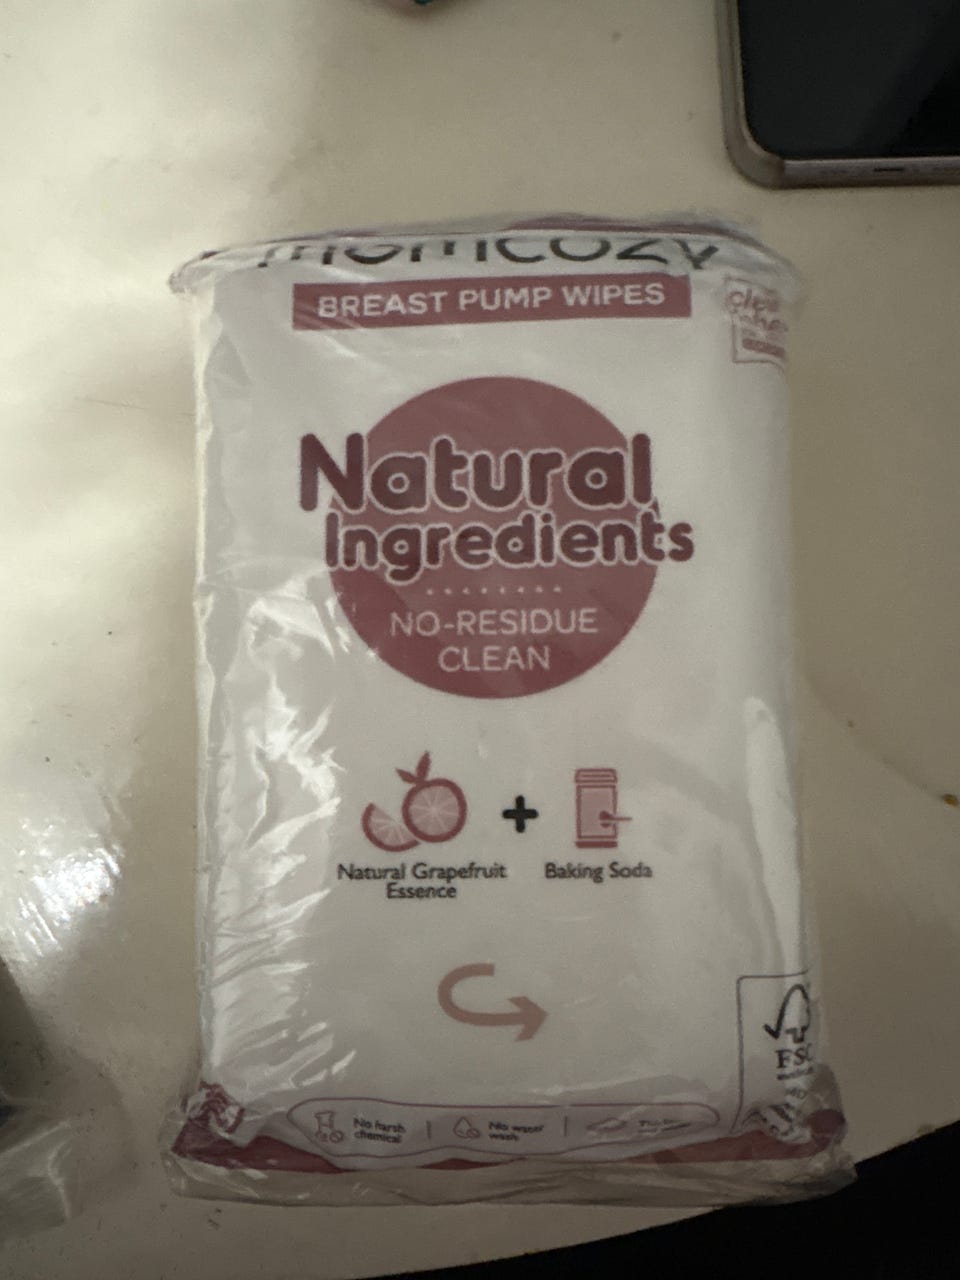 momcozy
BREAST PUMP WIPES
Natural
Ingredients
NO-RESIDUE
CLEAN
Natural Grapefruit
Essence
Baking Soda
FSC
No harsh
chemical
No water
wash